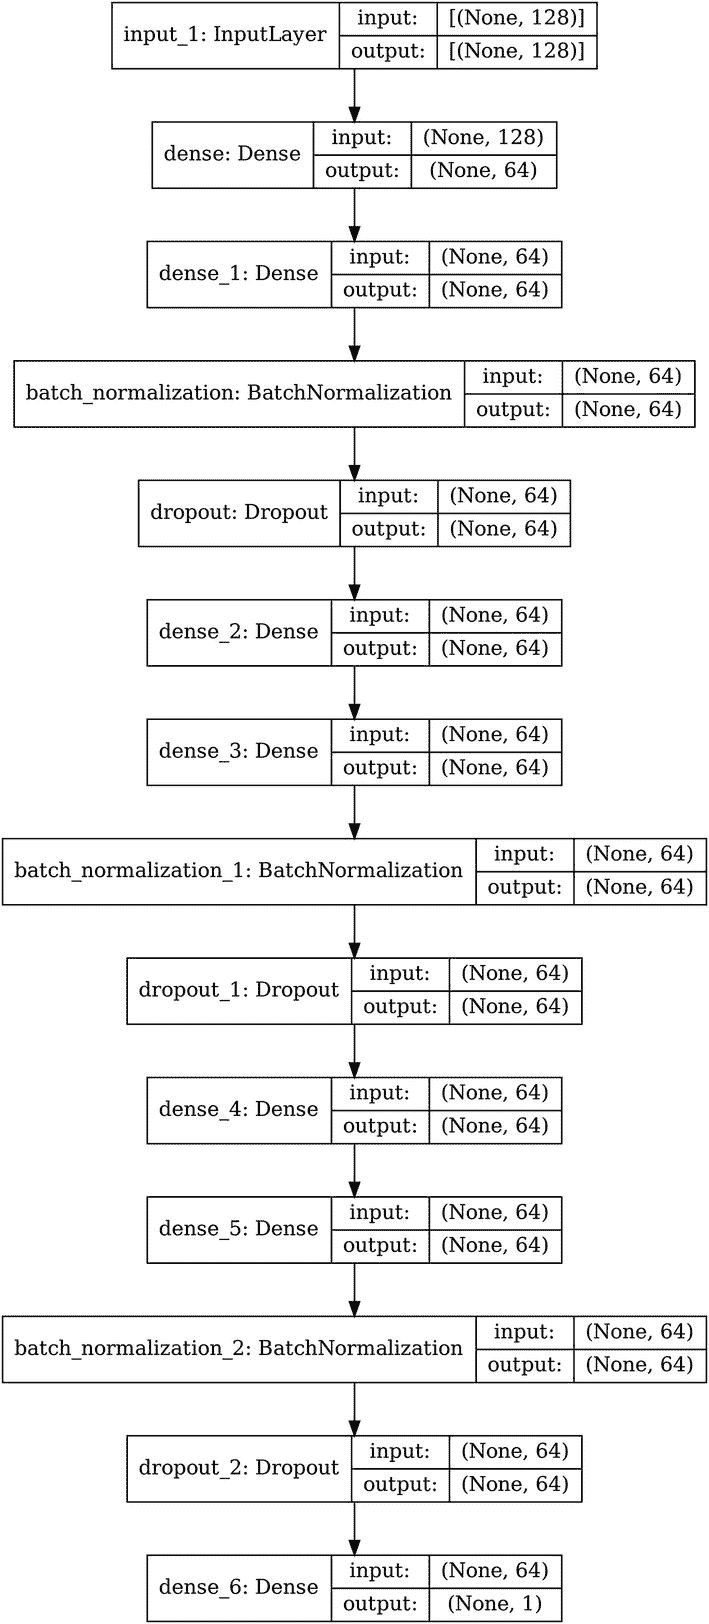 input_1: InputLayer
input: [(None, 128)]
output: [(None, 128)]
dense: Dense
input: (None, 128)
output: (None, 64)
dense_1: Dense
input: (None, 64)
output: (None, 64)
batch_normalization: BatchNormalization
input: (None, 64)
output: (None, 64)
dropout: Dropout
input: (None, 64)
output: (None, 64)
dense_2: Dense
input: (None, 64)
output: (None, 64)
dense_3: Dense
input: (None, 64)
output: (None, 64)
batch_normalization_1: BatchNormalization
input: (None, 64)
output: (None, 64)
dropout_1: Dropout
input: (None, 64)
output: (None, 64)
dense_4: Dense
input: (None, 64)
output: (None, 64)
dense_5: Dense
input: (None, 64)
output: (None, 64)
batch_normalization_2: BatchNormalization
input: (None, 64)
output: (None, 64)
dropout_2: Dropout
input: (None, 64)
output: (None, 64)
dense_6: Dense
input: (None, 64)
output: (None, 1)